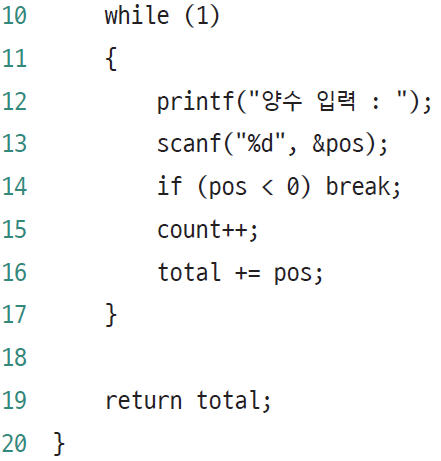 10 while (1)
11 {
12 printf("양수 입력 : ");
13 scanf("%d", &pos);
14 if (pos < 0) break;
15 count++;
16 total += pos;
17 }
18
19 return total;
20 }